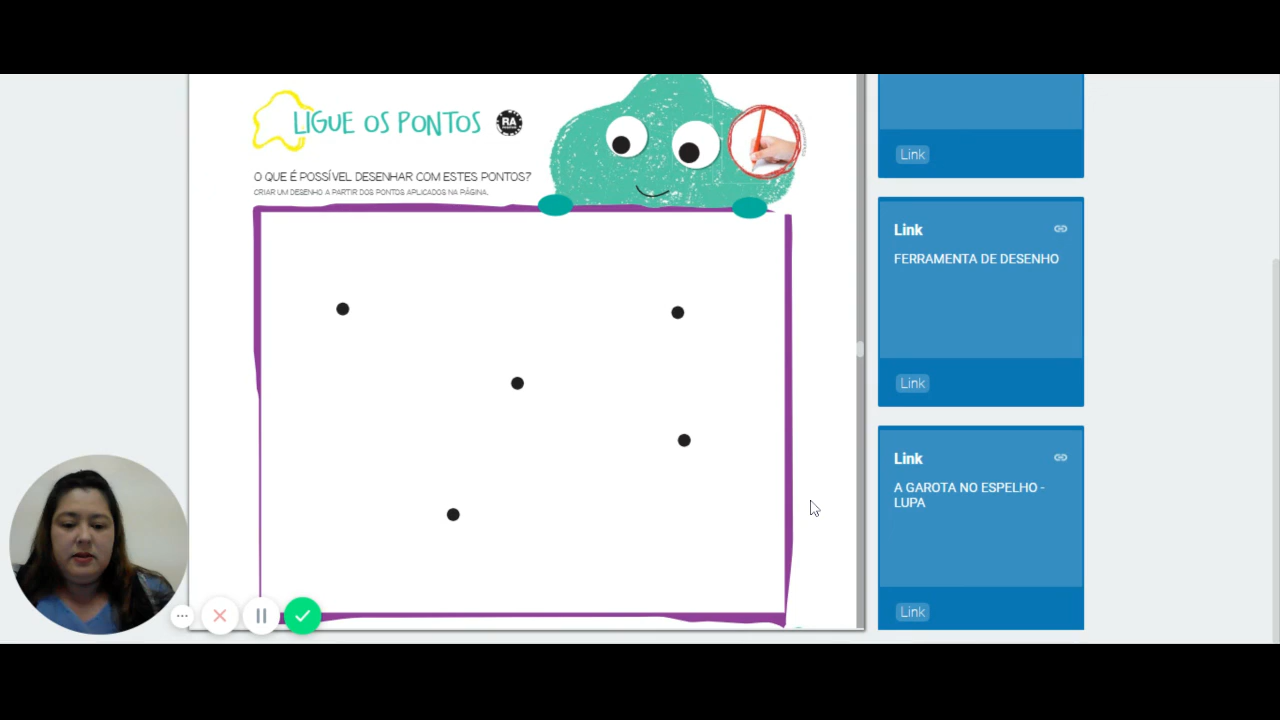 LIGUE OS PONTOS
RA
O QUE É POSSÍVEL DESENHAR COM ESTES PONTOS?
CRIAR UM DESENHO A PARTIR DOS PONTOS APLICADOS NA PÁGINA.
Link
Link
FERRAMENTA DE DESENHO
Link
Link
A GAROTA NO ESPELHO -
LUPA
Link